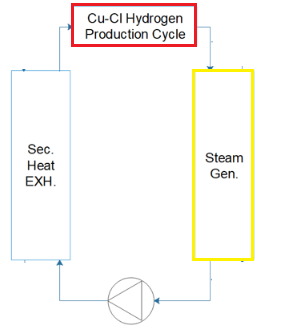 Cu-Cl Hydrogen
Production Cycle
Sec.
Heat
EXH.
Steam
Gen.